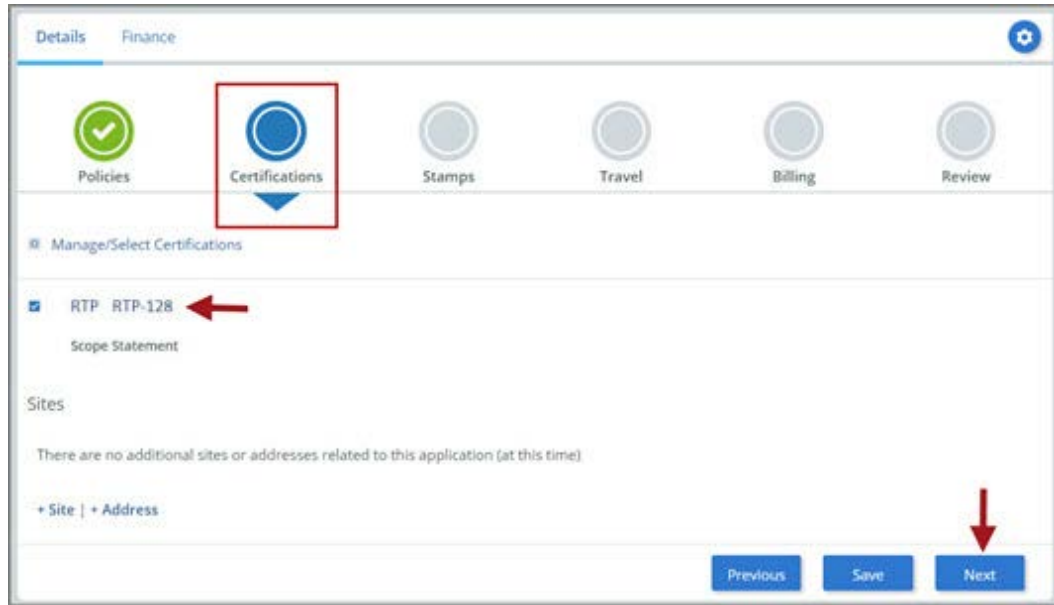 Details Finance
Policies Certifications Stamps Travel Billing Review
Manage/Select Certifications
RTP RTP-128
Scope Statement
Sites
There are no additional sites or addresses related to this application (at this time)
+ Site | + Address
Previous Save Next